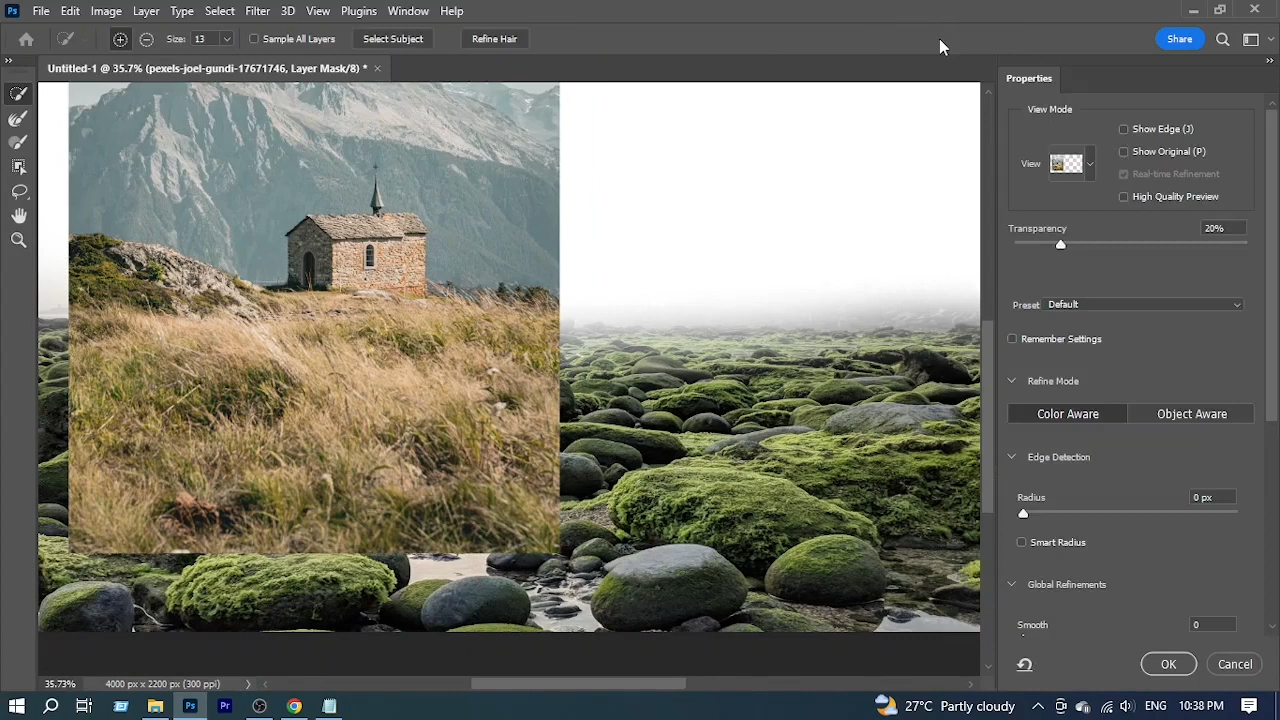 Ps File Edit Image Layer Type Select Filter 3D View Plugins Window Help
Size: 13 Sample All Layers Select Subject Refine Hair Share
Untitled-1 @ 35.7% (pexels-joel-gundi-17671746, Layer Mask/8) * ×
Properties
View Mode
Show Edge (J)
Show Original (P)
View
Real-time Refinement
High Quality Preview
Transparency 20%
Preset: Default
Remember Settings
Refine Mode
Color Aware Object Aware
Edge Detection
Radius 0 px
Smart Radius
Global Refinements
Smooth 0
OK Cancel
35.73% 4000 px x 2200 px (300 ppi)
Ps Pr 27°C Partly cloudy ENG 10:38 PM